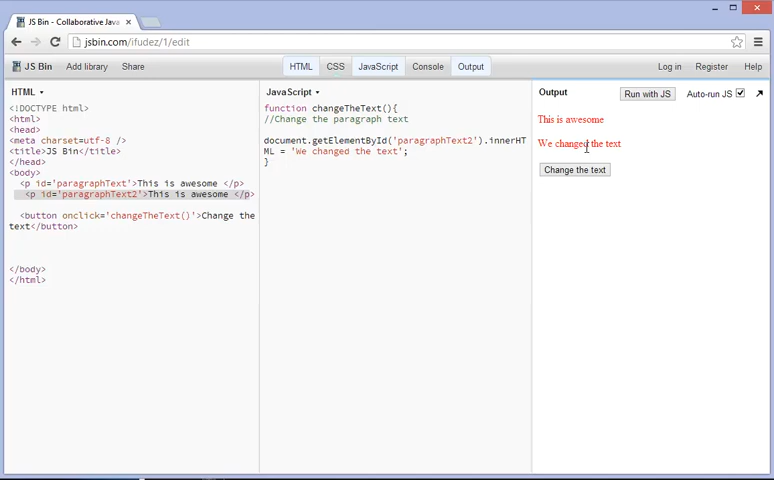 JS Bin - Collaborative Java
jsbin.com/ifudez/1/edit
JS Bin Add library Share HTML CSS JavaScript Console Output Log in Register Help
HTML
<!DOCTYPE html>
<html>
<head>
<meta charset=utf-8 />
<title>JS Bin</title>
</head>
<body>
<p id='paragraphText'>This is awesome </p>
<p id='paragraphText2'>This is awesome </p>
<button onclick='changeTheText()'>Change the
text</button>
</body>
</html>
JavaScript
function changeTheText(){
//Change the paragraph text
document.getElementById('paragraphText2').innerHT
ML = 'We changed the text';
}
Output Run with JS Auto-run JS
This is awesome
We changed the text
Change the text